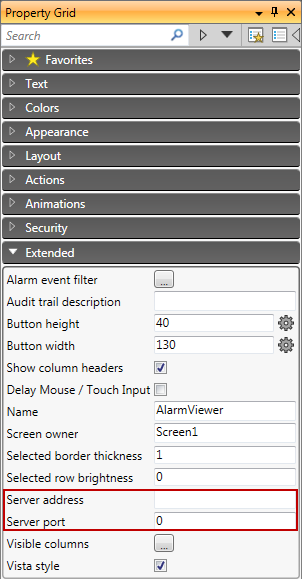 Property Grid
Search
Favorites
Text
Colors
Appearance
Layout
Actions
Animations
Security
Extended
Alarm event filter ...
Audit trail description
Button height 40
Button width 130
Show column headers
Delay Mouse / Touch Input
Name AlarmViewer
Screen owner Screen1
Selected border thickness 1
Selected row brightness 0
Server address
Server port 0
Visible columns ...
Vista style